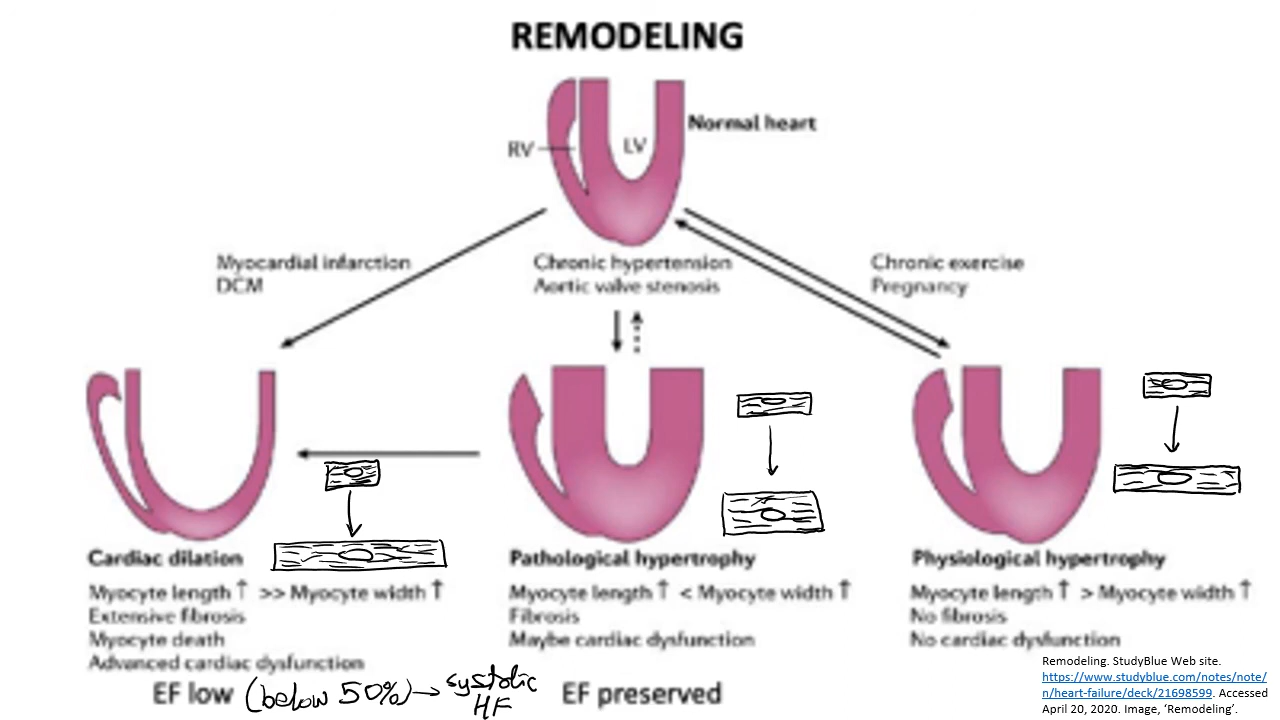 REMODELING
Normal heart
RV
LV
Myocardial infarction
DCM
Chronic hypertension
Aortic valve stenosis
Chronic exercise
Pregnancy
Cardiac dilation
Myocyte length ↑ >> Myocyte width ↑
Extensive fibrosis
Myocyte death
Advanced cardiac dysfunction
EF low (below 50%) → systolic
HF
Pathological hypertrophy
Myocyte length ↑ < Myocyte width ↑
Fibrosis
Maybe cardiac dysfunction
EF preserved
Physiological hypertrophy
Myocyte length ↑ > Myocyte width ↑
No fibrosis
No cardiac dysfunction
Remodeling. StudyBlue Web site.
https://www.studyblue.com/notes/note/
n/heart-failure/deck/21698599. Accessed
April 20, 2020. Image, ‘Remodeling’.